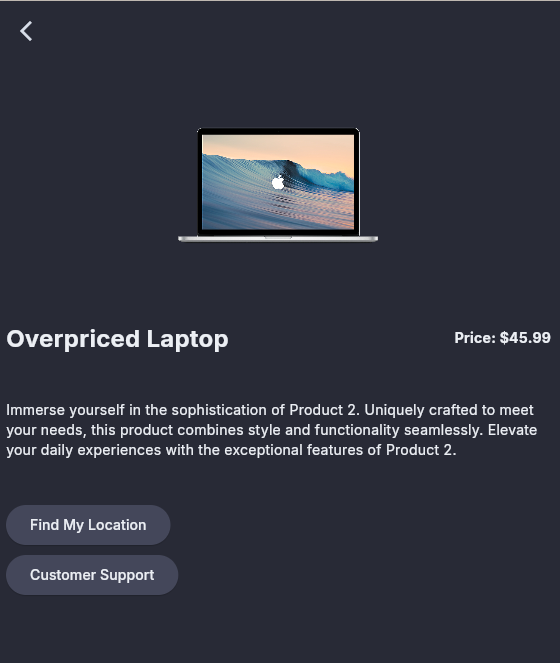 Overpriced Laptop
Price: $45.99
Immerse yourself in the sophistication of Product 2. Uniquely crafted to meet
your needs, this product combines style and functionality seamlessly. Elevate
your daily experiences with the exceptional features of Product 2.
Find My Location
Customer Support